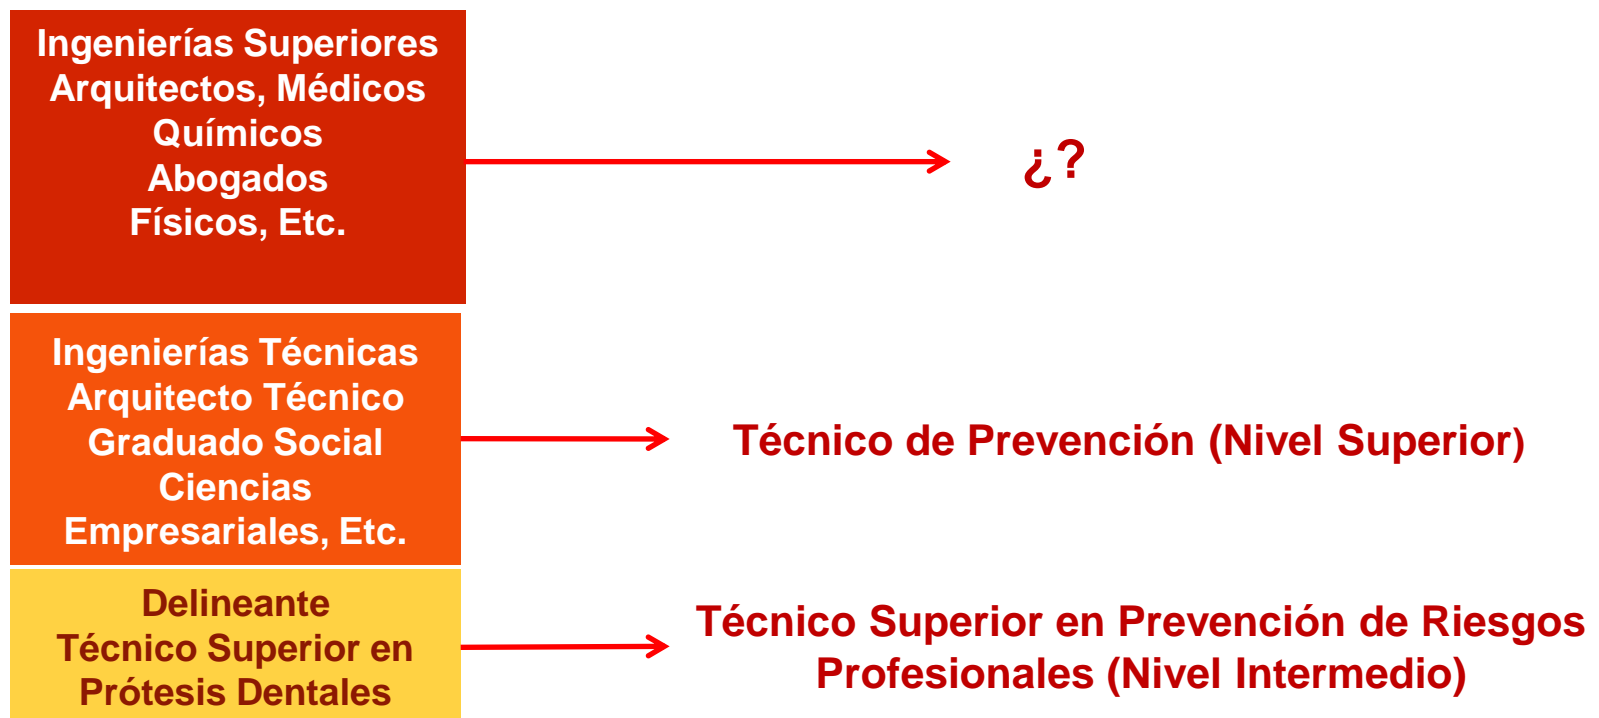 Ingenierías Superiores
Arquitectos, Médicos
Químicos
Abogados
Físicos, Etc.
¿?
Ingenierías Técnicas
Arquitecto Técnico
Graduado Social
Ciencias
Empresariales, Etc.
Técnico de Prevención (Nivel Superior)
Delineante
Técnico Superior en
Prótesis Dentales
Técnico Superior en Prevención de Riesgos
Profesionales (Nivel Intermedio)